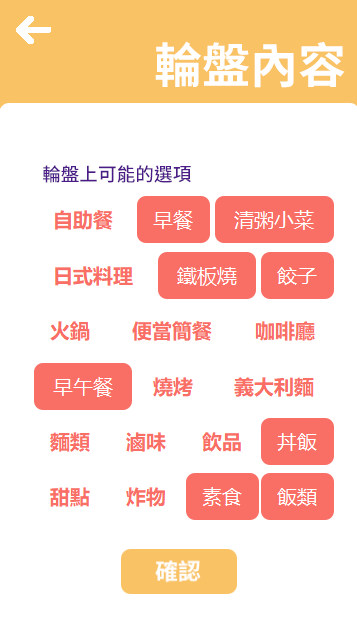 輪盤內容
輪盤上可能的選項
自助餐 早餐 清粥小菜
日式料理 鐵板燒 餃子
火鍋 便當簡餐 咖啡廳
早午餐 燒烤 義大利麵
麵類 滷味 飲品 丼飯
甜點 炸物 素食 飯類
確認